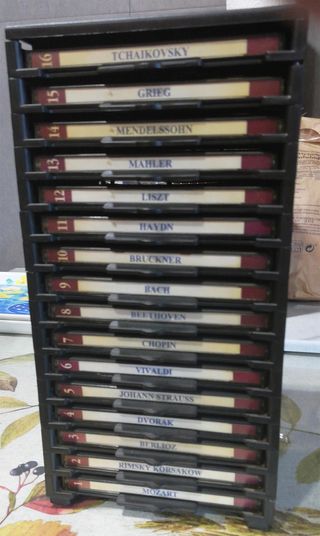 16 TCHAIKOVSKY
15 GRIEG
14 MENDELSSOHN
13 MAHLER
12 LISZT
11 HAYDN
10 BRUCKNER
9 BACH
8 BEETHOVEN
7 CHOPIN
6 VIVALDI
5 JOHANN STRAUSS
4 DVORAK
3 BERLIOZ
2 RIMSKY KORSAKOW
1 MOZART